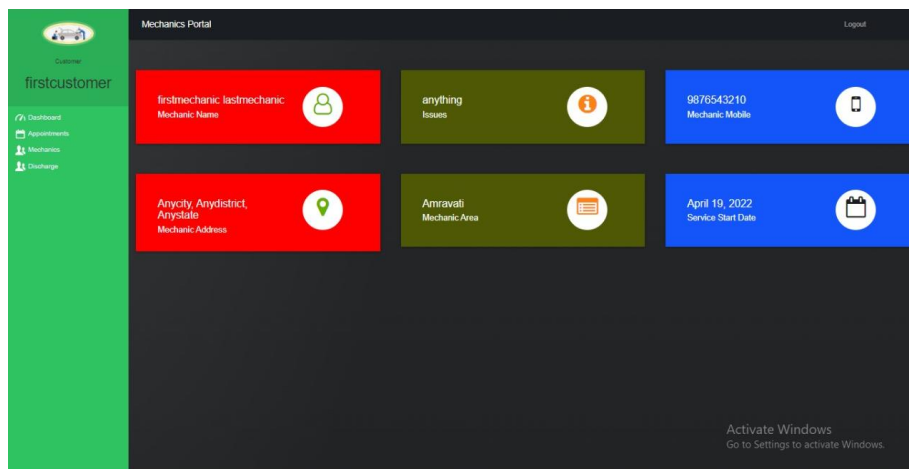 Mechanics Portal
Logout
Customer
firstcustomer
Dashboard
Appointments
Mechanics
Discharge
firstmechanic lastmechanic
Mechanic Name
anything
Issues
9876543210
Mechanic Mobile
Anycity, Anydistrict,
Anystate
Mechanic Address
Amravati
Mechanic Area
April 19, 2022
Service Start Date
Activate Windows
Go to Settings to activate Windows.